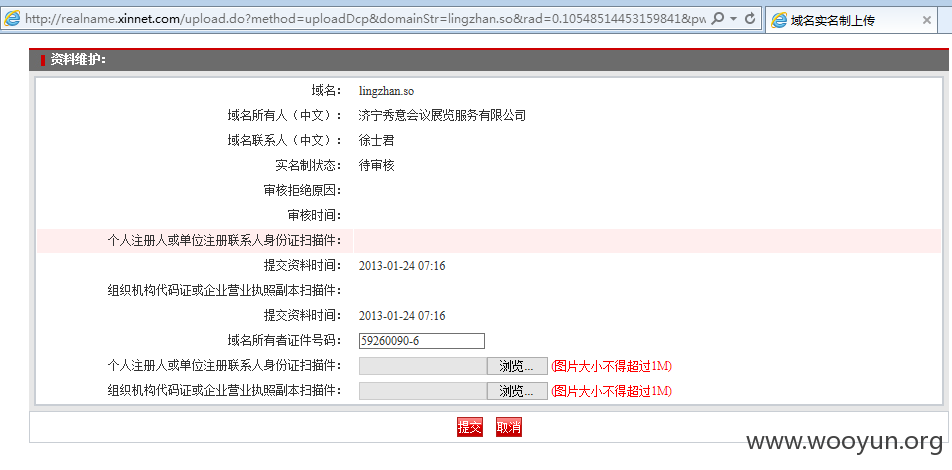 http://realname.xinnet.com/upload.do?method=uploadDcp&domainStr=lingzhan.so&rad=0.10548514453159841&pw
域名实名制上传
资料维护：
域名： lingzhan.so
域名所有人（中文）： 济宁秀意会议展览服务有限公司
域名联系人（中文）： 徐士君
实名制状态： 待审核
审核拒绝原因：
审核时间：
个人注册人或单位注册联系人身份证扫描件：
提交资料时间： 2013-01-24 07:16
组织机构代码证或企业营业执照副本扫描件：
提交资料时间： 2013-01-24 07:16
域名所有者证件号码： 59260090-6
个人注册人或单位注册联系人身份证扫描件： 浏览... (图片大小不得超过1M)
组织机构代码证或企业营业执照副本扫描件： 浏览... (图片大小不得超过1M)
提交 取消
www.wooyun.org